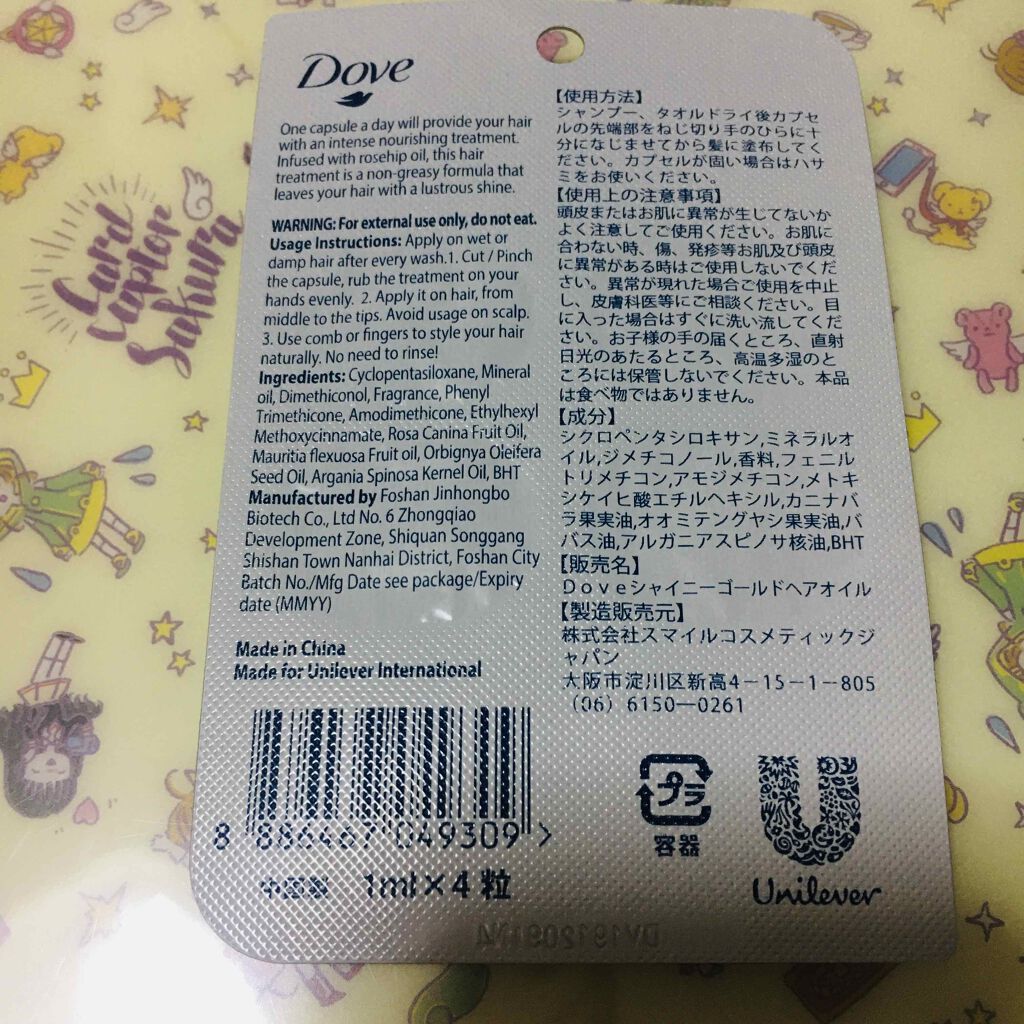 Card
Captor
Sakura
Dove
One capsule a day will provide your hair
with an intense nourishing treatment.
Infused with rosehip oil, this hair
treatment is a non-greasy formula that
leaves your hair with a lustrous shine.
WARNING: For external use only, do not eat.
Usage Instructions: Apply on wet or
damp hair after every wash.1. Cut / Pinch
the capsule, rub the treatment on your
hands evenly. 2. Apply it on hair, from
middle to the tips. Avoid usage on scalp.
3. Use comb or fingers to style your hair
naturally. No need to rinse!
Ingredients: Cyclopentasiloxane, Mineral
oil, Dimethiconol, Fragrance, Phenyl
Trimethicone, Amodimethicone, Ethylhexyl
Methoxycinnamate, Rosa Canina Fruit Oil,
Mauritia flexuosa Fruit oil, Orbignya Oleifera
Seed Oil, Argania Spinosa Kernel Oil, BHT
Manufactured by Foshan Jinhongbo
Biotech Co., Ltd No. 6 Zhongqiao
Development Zone, Shiquan Songgang
Shishan Town Nanhai District, Foshan City
Batch No./Mfg Date see package/Expiry
date (MMYY)
Made in China
Made for Unilever International
8 886467 049309 >
中国製 1ml×4粒
【使用方法】
シャンプー、タオルドライ後カプセ
ルの先端部をねじ切り手のひらに十
分になじませてから髪に塗布してく
ださい。カプセルが固い場合はハサ
ミをお使いください。
【使用上の注意事項】
頭皮またはお肌に異常が生じてないか
よく注意してご使用ください。お肌に
合わない時、傷、発疹等お肌及び頭皮
に異常がある時はご使用しないでくだ
さい。異常が現れた場合ご使用を中止
し、皮膚科医等にご相談ください。目
に入った場合はすぐに洗い流してくだ
さい。お子様の手の届くところ、直射
日光のあたるところ、高温多湿のと
ころには保管しないでください。本品
は食べ物ではありません。
【成分】
シクロペンタシロキサン,ミネラルオ
イル,ジメチコノール,香料,フェニル
トリメチコン,アモジメチコン,メトキ
シケイヒ酸エチルヘキシル,カニナバ
ラ果実油,オオミテングヤシ果実油,バ
バス油,アルガニアスピノサ核油,BHT
【販売名】
Doveシャイニーゴールドヘアオイル
【製造販売元】
株式会社スマイルコスメティックジ
ャパン
大阪市淀川区新高4-15-1-805
(06) 6150―0261
プラ
容器
Unilever